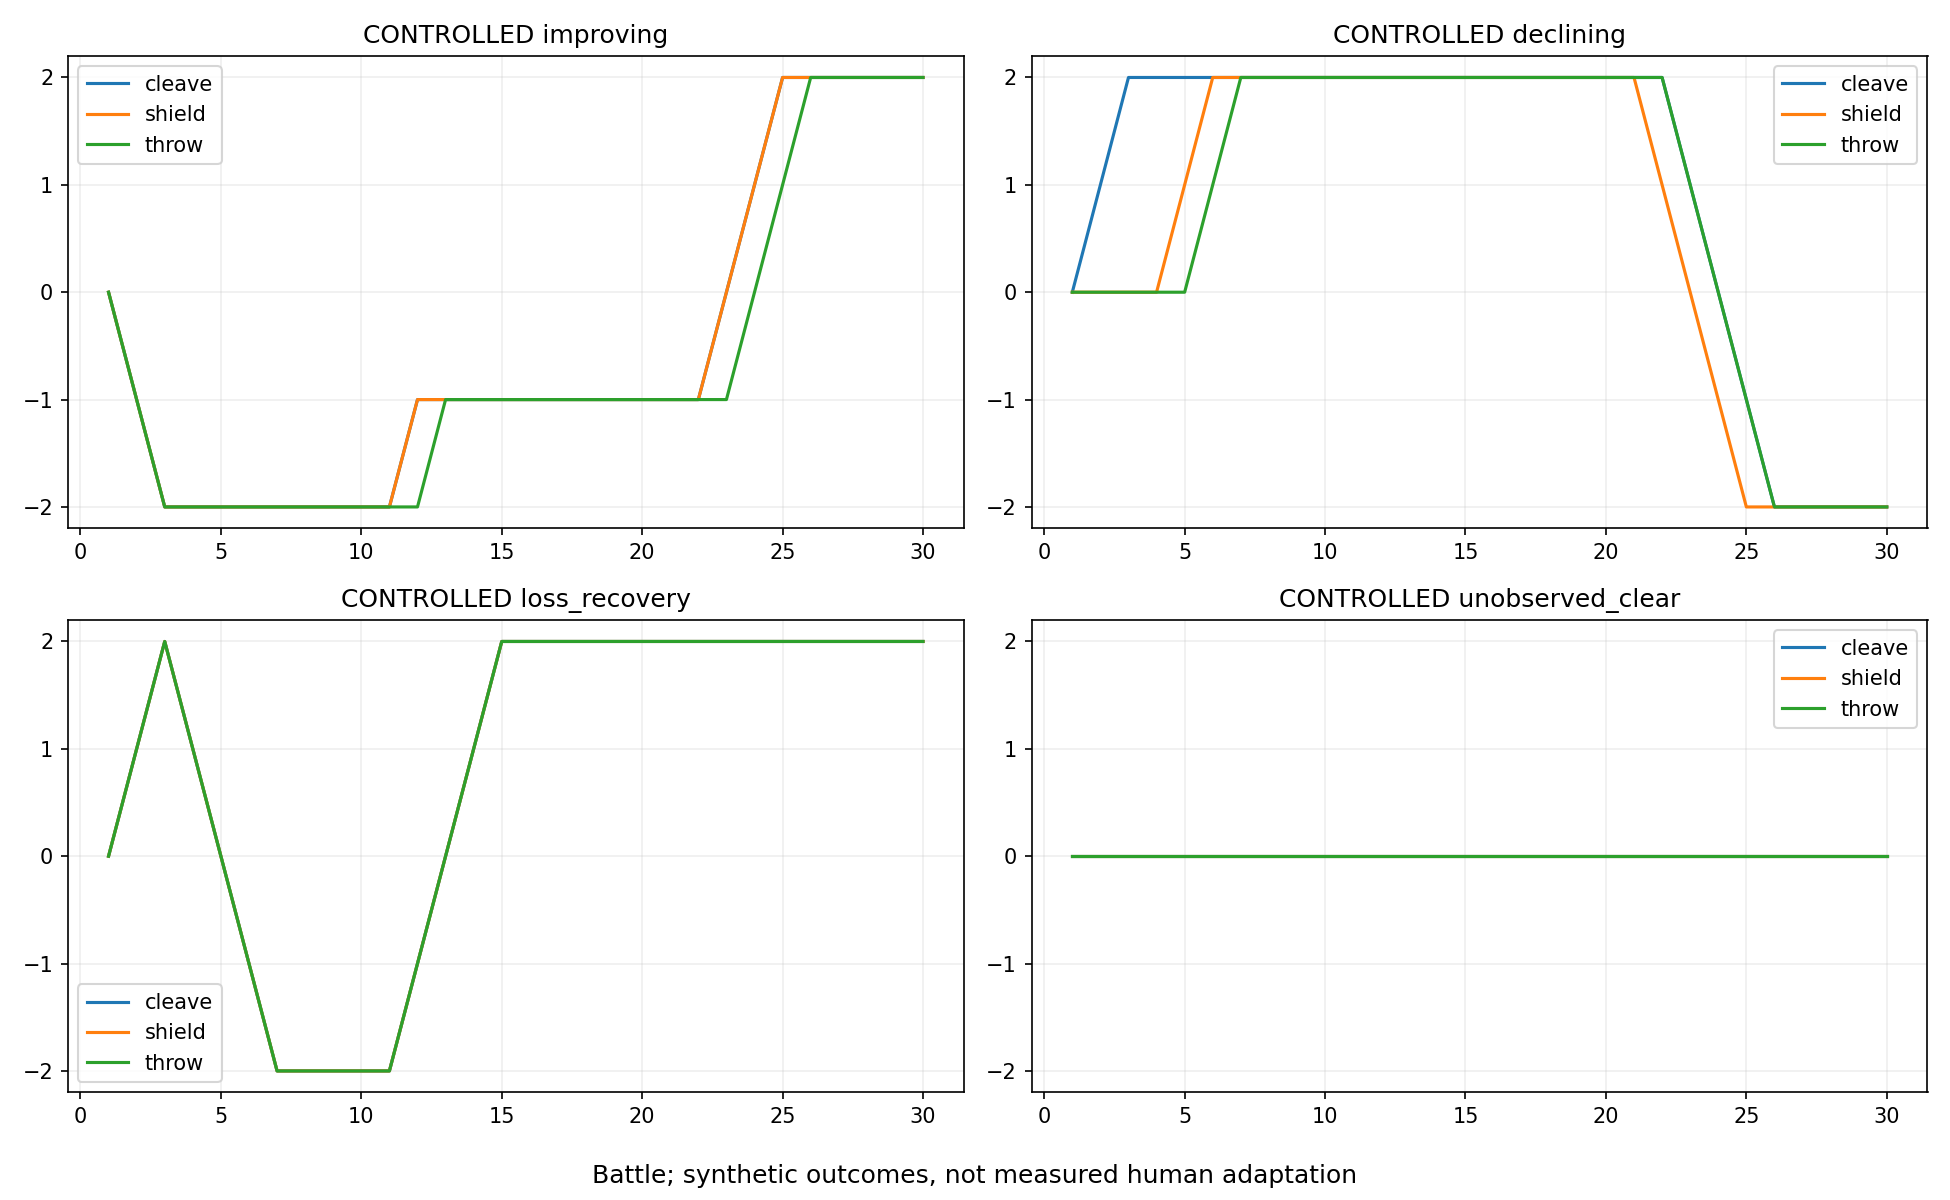 CONTROLLED improving
cleave
shield
throw
2
1
0
−1
−2
0 5 10 15 20 25 30
CONTROLLED declining
cleave
shield
throw
2
1
0
−1
−2
0 5 10 15 20 25 30
CONTROLLED loss_recovery
2
1
0
−1
−2
cleave
shield
throw
0 5 10 15 20 25 30
CONTROLLED unobserved_clear
cleave
shield
throw
2
1
0
−1
−2
0 5 10 15 20 25 30
Battle; synthetic outcomes, not measured human adaptation